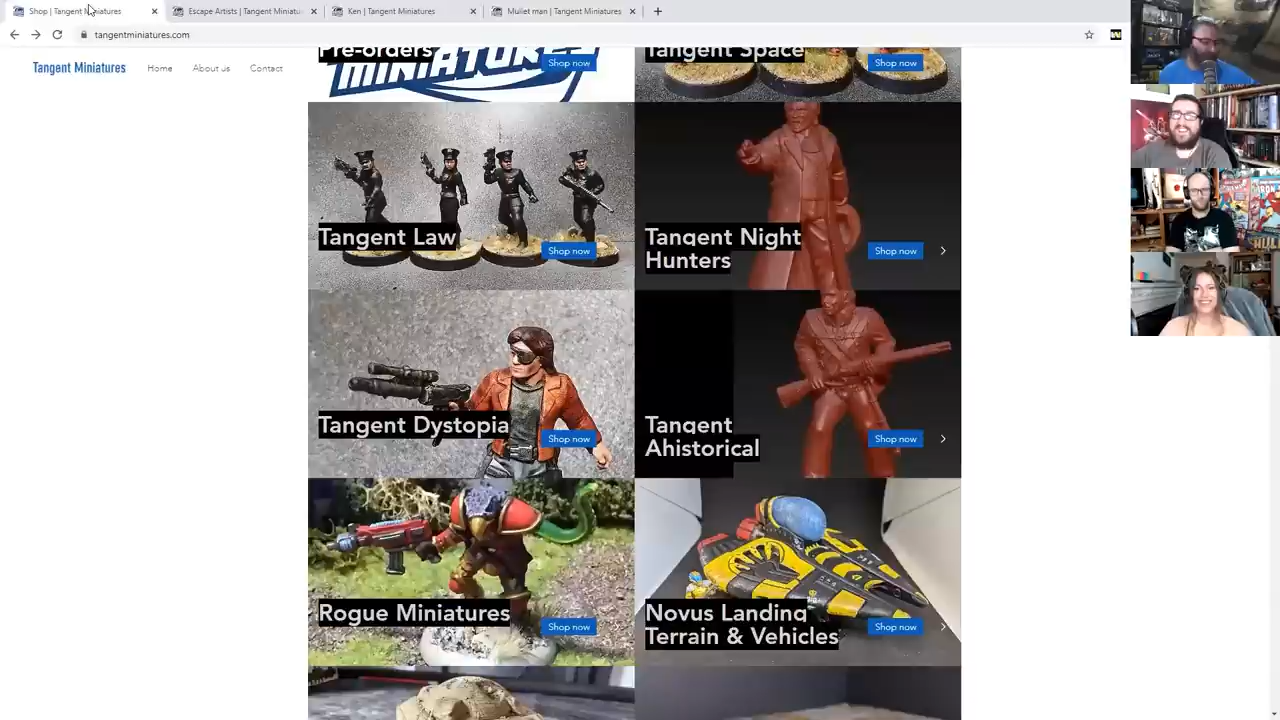 Shop | Tangent Miniatures
Escape Artists | Tangent Miniatu
Ken | Tangent Miniatures
Mullet man | Tangent Miniatures
tangentminiatures.com
Tangent Miniatures
Home
About us
Contact
Pre-orders
Shop now
Tangent Space
Shop now
MINIATURES
Tangent Law
Shop now
Tangent Night
Hunters
Shop now
Tangent Dystopia
Shop now
Tangent
Ahistorical
Shop now
Rogue Miniatures
Shop now
Novus Landing
Terrain & Vehicles
Shop now